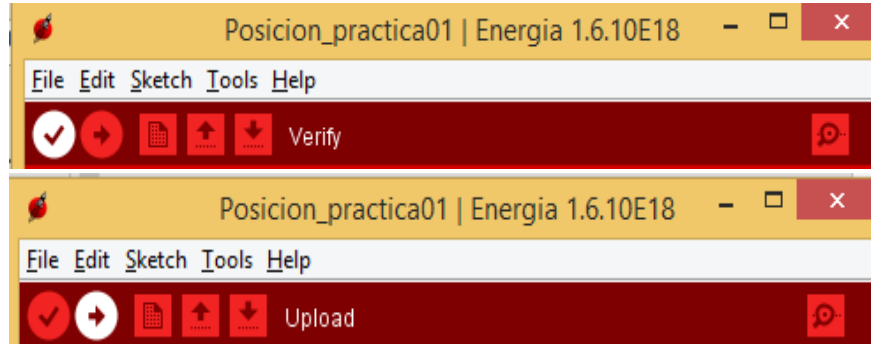 Posicion_practica01 | Energia 1.6.10E18
File Edit Sketch Tools Help
Verify
Posicion_practica01 | Energia 1.6.10E18
File Edit Sketch Tools Help
Upload